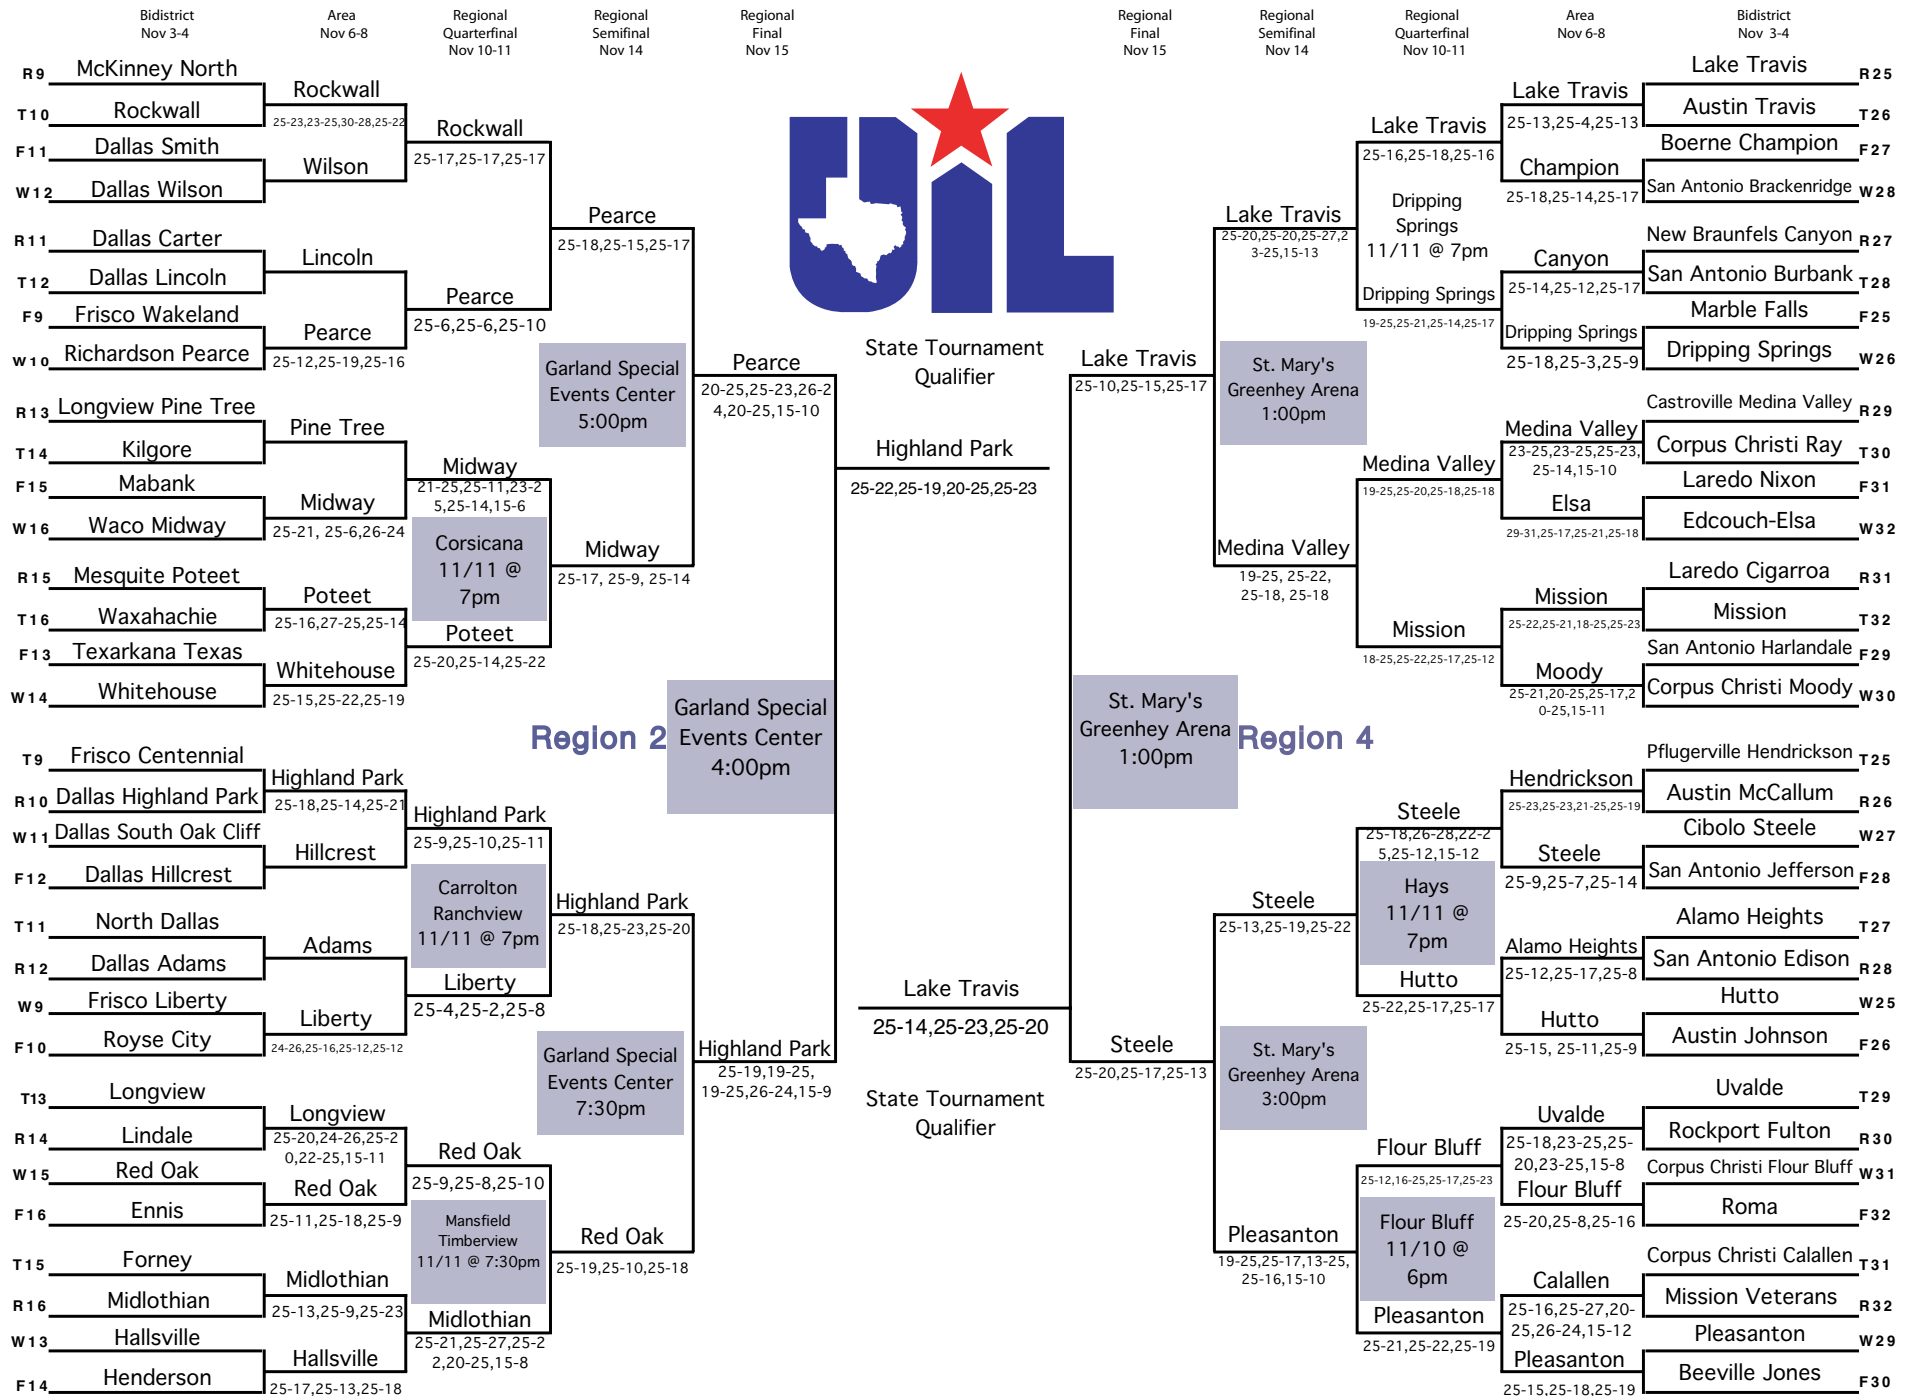 Bidistrict
Nov 3-4
Area
Nov 6-8
Regional
Quarterfinal
Nov 10-11
Regional
Semifinal
Nov 14
Regional
Final
Nov 15
Regional
Final
Nov 15
Regional
Semifinal
Nov 14
Regional
Quarterfinal
Nov 10-11
Area
Nov 6-8
Bidistrict
Nov 3-4
R9 McKinney North
T10 Rockwall
F11 Dallas Smith
W12 Dallas Wilson
R11 Dallas Carter
T12 Dallas Lincoln
F9 Frisco Wakeland
W10 Richardson Pearce
R13 Longview Pine Tree
T14 Kilgore
F15 Mabank
W16 Waco Midway
R15 Mesquite Poteet
T16 Waxahachie
F13 Texarkana Texas
W14 Whitehouse
T9 Frisco Centennial
R10 Dallas Highland Park
W11 Dallas South Oak Cliff
F12 Dallas Hillcrest
T11 North Dallas
R12 Dallas Adams
W9 Frisco Liberty
F10 Royse City
T13 Longview
R14 Lindale
W15 Red Oak
F16 Ennis
T15 Forney
R16 Midlothian
W13 Hallsville
F14 Henderson
Rockwall
25-23,23-25,30-28,25-22
Wilson
Lincoln
Pearce
25-12,25-19,25-16
Pine Tree
Midway
25-21, 25-6,26-24
Poteet
25-16,27-25,25-14
Whitehouse
25-15,25-22,25-19
Highland Park
25-18,25-14,25-21
Hillcrest
Adams
Liberty
24-26,25-16,25-12,25-12
Longview
25-20,24-26,25-2
0,22-25,15-11
Red Oak
25-11,25-18,25-9
Midlothian
25-13,25-9,25-23
Hallsville
25-17,25-13,25-18
Rockwall
25-17,25-17,25-17
Pearce
25-6,25-6,25-10
Midway
21-25,25-11,23-2
5,25-14,15-6
Corsicana
11/11 @
7pm
Poteet
25-20,25-14,25-22
Highland Park
25-9,25-10,25-11
Carrolton
Ranchview
11/11 @ 7pm
Liberty
25-4,25-2,25-8
Red Oak
25-9,25-8,25-10
Mansfield
Timberview
11/11 @ 7:30pm
Midlothian
25-21,25-27,25-2
2,20-25,15-8
Pearce
25-18,25-15,25-17
Garland Special
Events Center
5:00pm
Midway
25-17, 25-9, 25-14
Highland Park
25-18,25-23,25-20
Garland Special
Events Center
7:30pm
Red Oak
25-19,25-10,25-18
Pearce
20-25,25-23,26-2
4,20-25,15-10
Region 2
Garland Special
Events Center
4:00pm
Highland Park
25-19,19-25,
19-25,26-24,15-9
UiL
State Tournament
Qualifier
Highland Park
25-22,25-19,20-25,25-23
Lake Travis
25-14,25-23,25-20
State Tournament
Qualifier
Lake Travis
25-10,25-15,25-17
St. Mary's
Greenhey Arena
1:00pm
Region 4
Steele
25-20,25-17,25-13
Lake Travis
25-20,25-20,25-27,2
3-25,15-13
St. Mary's
Greenhey Arena
1:00pm
Medina Valley
19-25, 25-22,
25-18, 25-18
Steele
25-13,25-19,25-22
St. Mary's
Greenhey Arena
3:00pm
Pleasanton
19-25,25-17,13-25,
25-16,15-10
Lake Travis
25-16,25-18,25-16
Dripping
Springs
11/11 @ 7pm
Dripping Springs
19-25,25-21,25-14,25-17
Medina Valley
19-25,25-20,25-18,25-18
Mission
18-25,25-22,25-17,25-12
Steele
25-18,26-28,22-2
5,25-12,15-12
Hays
11/11 @
7pm
Hutto
25-22,25-17,25-17
Flour Bluff
25-12,16-25,25-17,25-23
Flour Bluff
11/10 @
6pm
Pleasanton
25-21,25-22,25-19
Lake Travis
25-13,25-4,25-13
Champion
25-18,25-14,25-17
Canyon
25-14,25-12,25-17
Dripping Springs
25-18,25-3,25-9
Medina Valley
23-25,23-25,25-23,
25-14,15-10
Elsa
29-31,25-17,25-21,25-18
Mission
25-22,25-21,18-25,25-23
Moody
25-21,20-25,25-17,2
0-25,15-11
Hendrickson
25-23,25-23,21-25,25-19
Steele
25-9,25-7,25-14
Alamo Heights
25-12,25-17,25-8
Hutto
25-15, 25-11,25-9
Uvalde
25-18,23-25,25-
20,23-25,15-8
Flour Bluff
25-20,25-8,25-16
Calallen
25-16,25-27,20-
25,26-24,15-12
Pleasanton
25-15,25-18,25-19
Lake Travis R25
Austin Travis T26
Boerne Champion F27
San Antonio Brackenridge W28
New Braunfels Canyon R27
San Antonio Burbank T28
Marble Falls F25
Dripping Springs W26
Castroville Medina Valley R29
Corpus Christi Ray T30
Laredo Nixon F31
Edcouch-Elsa W32
Laredo Cigarroa R31
Mission T32
San Antonio Harlandale F29
Corpus Christi Moody W30
Pflugerville Hendrickson T25
Austin McCallum R26
Cibolo Steele W27
San Antonio Jefferson F28
Alamo Heights T27
San Antonio Edison R28
Hutto W25
Austin Johnson F26
Uvalde T29
Rockport Fulton R30
Corpus Christi Flour Bluff W31
Roma F32
Corpus Christi Calallen T31
Mission Veterans R32
Pleasanton W29
Beeville Jones F30